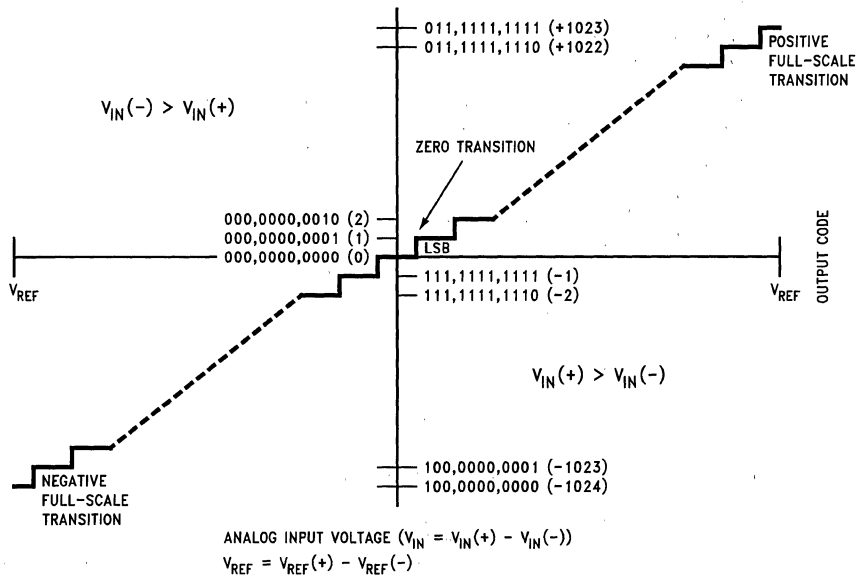 011,1111,1111 (+1023)
011,1111,1110 (+1022)
POSITIVE
FULL-SCALE
TRANSITION
V_IN(-) > V_IN(+)
ZERO TRANSITION
000,0000,0010 (2)
000,0000,0001 (1)
000,0000,0000 (0)
LSB
111,1111,1111 (-1)
111,1111,1110 (-2)
V_REF
V_REF
OUTPUT CODE
V_IN(+) > V_IN(-)
100,0000,0001 (-1023)
100,0000,0000 (-1024)
NEGATIVE
FULL-SCALE
TRANSITION
ANALOG INPUT VOLTAGE (V_IN = V_IN(+) - V_IN(-))
V_REF = V_REF(+) - V_REF(-)